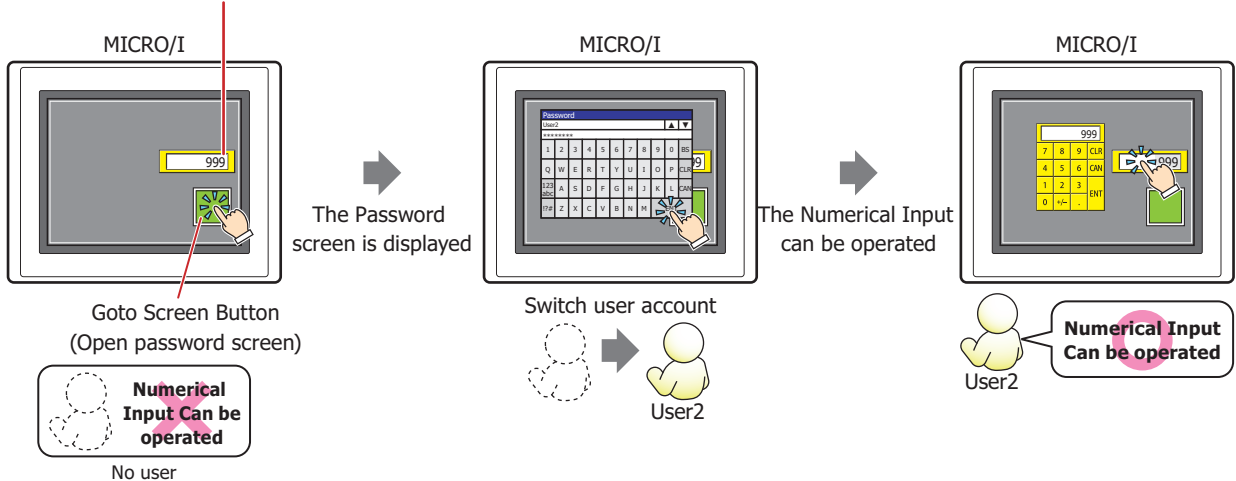 MICRO/I
999
Goto Screen Button
(Open password screen)
Numerical
Input Can be
operated
No user
The Password
screen is displayed
MICRO/I
Password
User2 ▲ ▼
********
1 2 3 4 5 6 7 8 9 0 BS
99
Q W E R T Y U I O P CLR
123
abc A S D F G H J K L CAN
!?# Z X C V B N M ENT
Switch user account
User2
The Numerical Input
can be operated
MICRO/I
999
7 8 9 CLR
4 5 6 CAN
1 2 3
ENT
0 +/− .
999
User2
Numerical Input
Can be operated